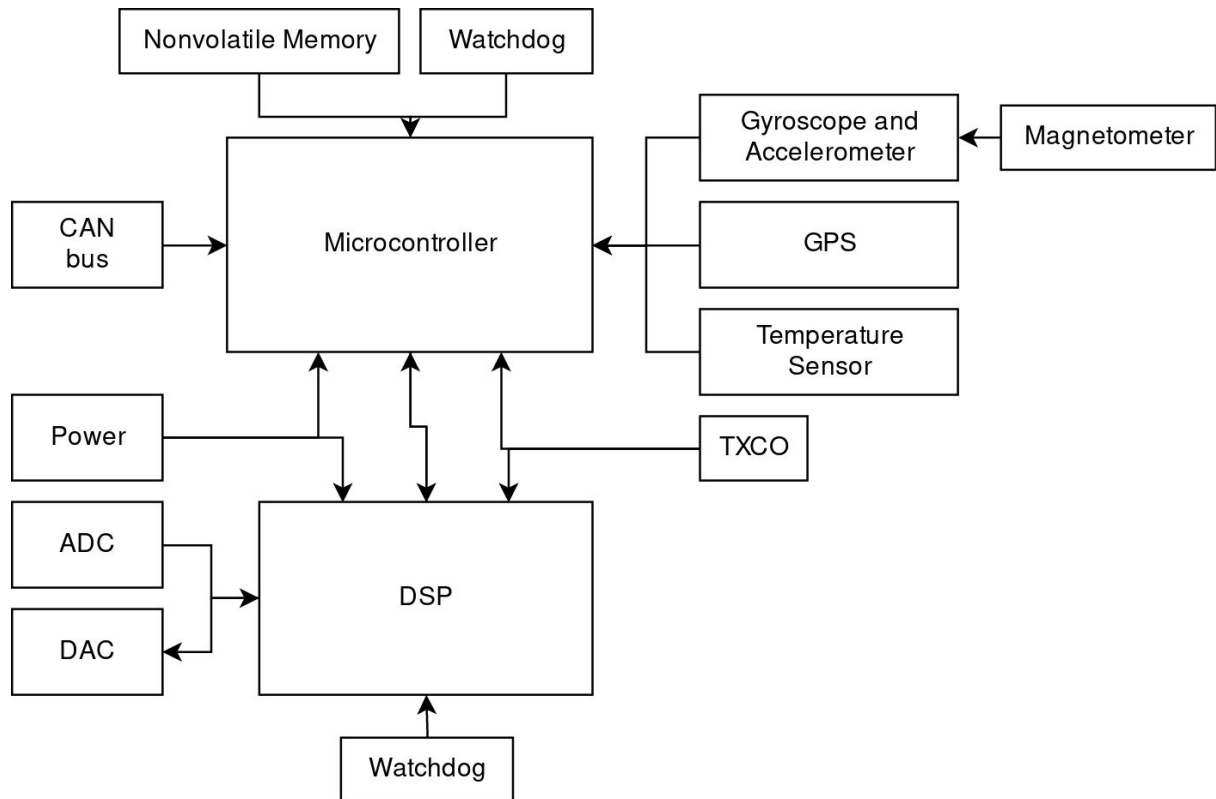 Nonvolatile Memory
Watchdog
Gyroscope and
Accelerometer
Magnetometer
CAN
bus
Microcontroller
GPS
Temperature
Sensor
Power
TXCO
ADC
DSP
DAC
Watchdog